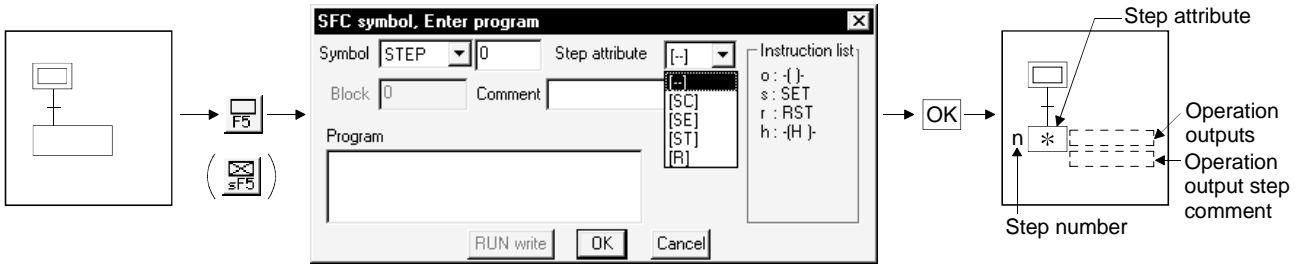 F5
sF5
SFC symbol, Enter program
Symbol STEP 0 Step attribute [--]
[--]
[SC]
[SE]
[ST]
[R]
Block 0 Comment
Program
Instruction list
o : -( )-
s : SET
r : RST
h : -(H )-
RUN write OK Cancel
OK
Step attribute
n *
Operation
outputs
Operation
output step
comment
Step number